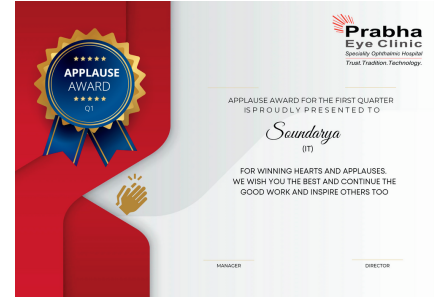 Prabha
Eye Clinic
Speciality Ophthalmic Hospital
Trust.Tradition.Technology.
APPLAUSE
AWARD
Q1
APPLAUSE AWARD FOR THE FIRST QUARTER
IS PROUDLY PRESENTED TO
Soundarya
(IT)
FOR WINNING HEARTS AND APPLAUSES.
WE WISH YOU THE BEST AND CONTINUE THE
GOOD WORK AND INSPIRE OTHERS TOO
MANAGER
DIRECTOR